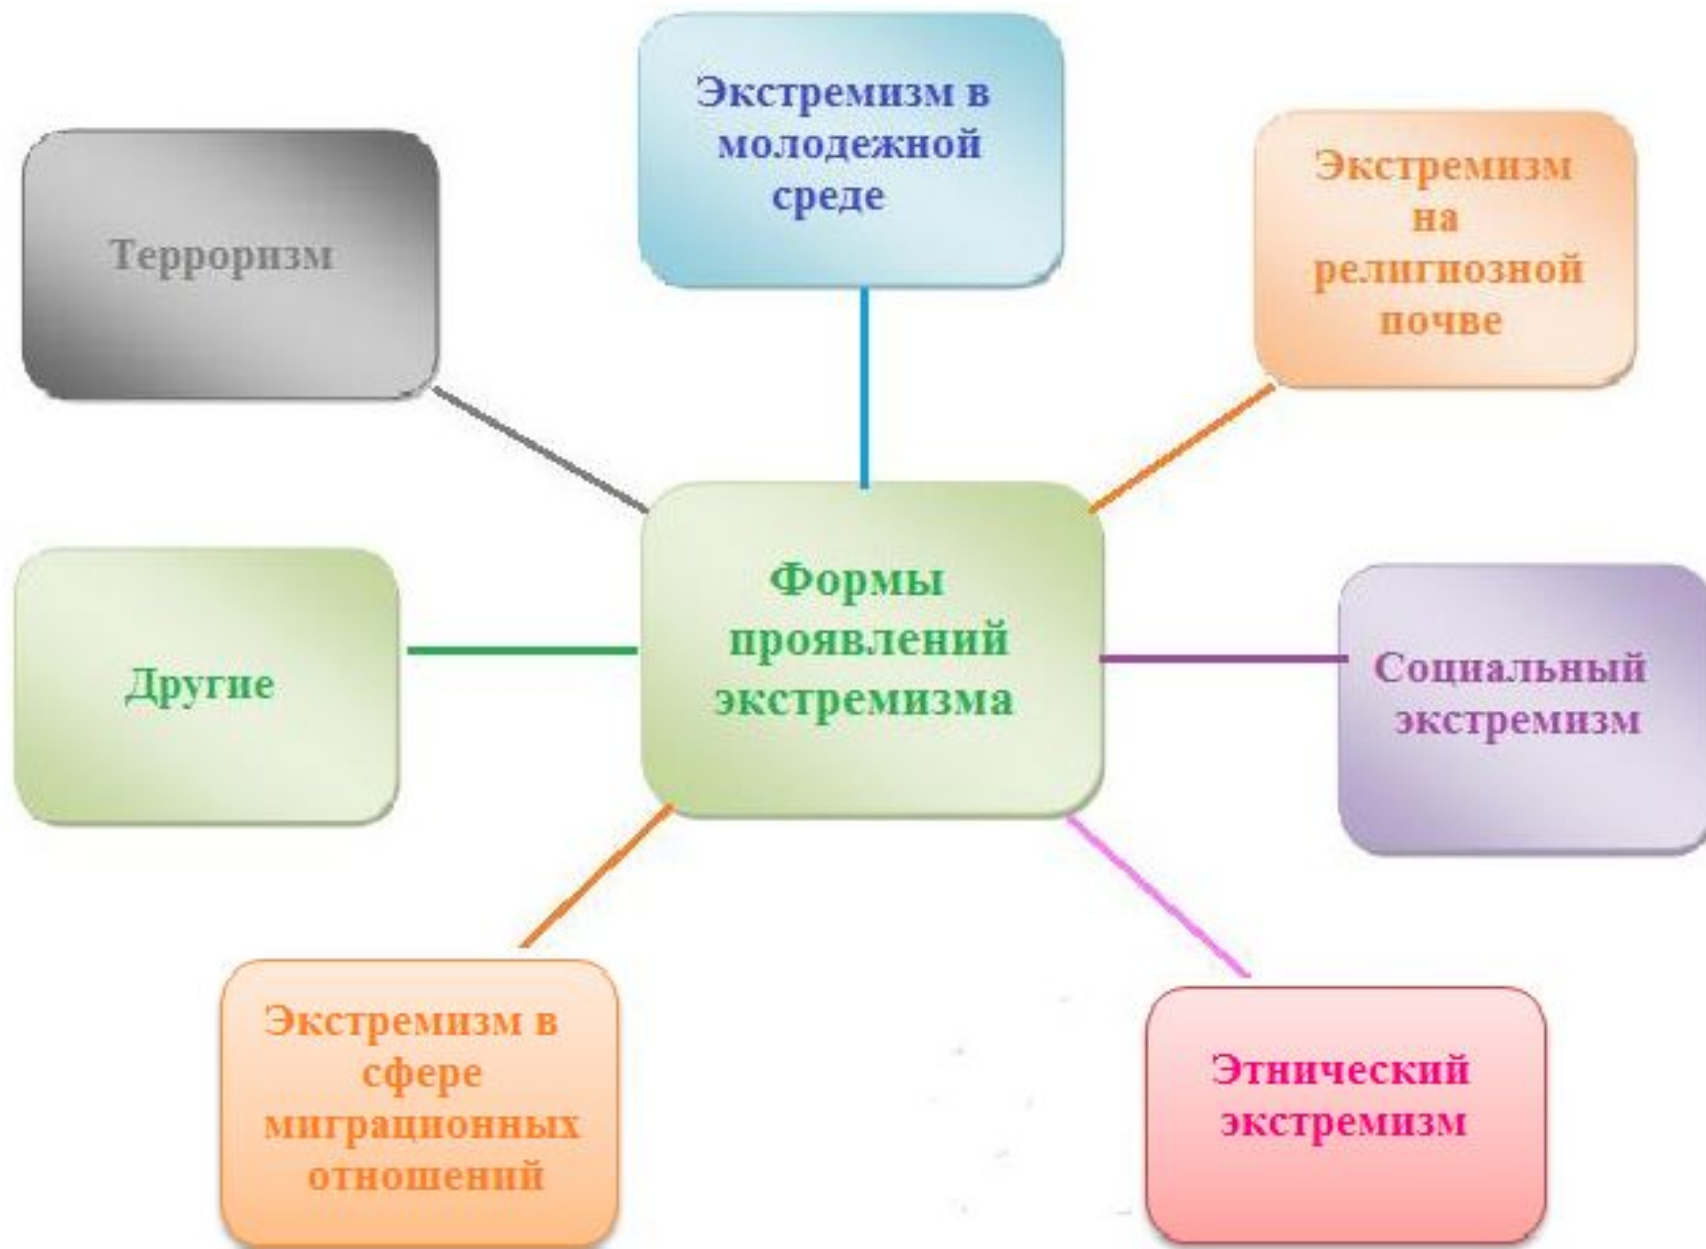 Экстремизм в
молодежной
среде
Терроризм
Экстремизм
на
религиозной
почве
Формы
проявлений
экстремизма
Другие
Социальный
экстремизм
Экстремизм в
сфере
миграционных
отношений
Этнический
экстремизм